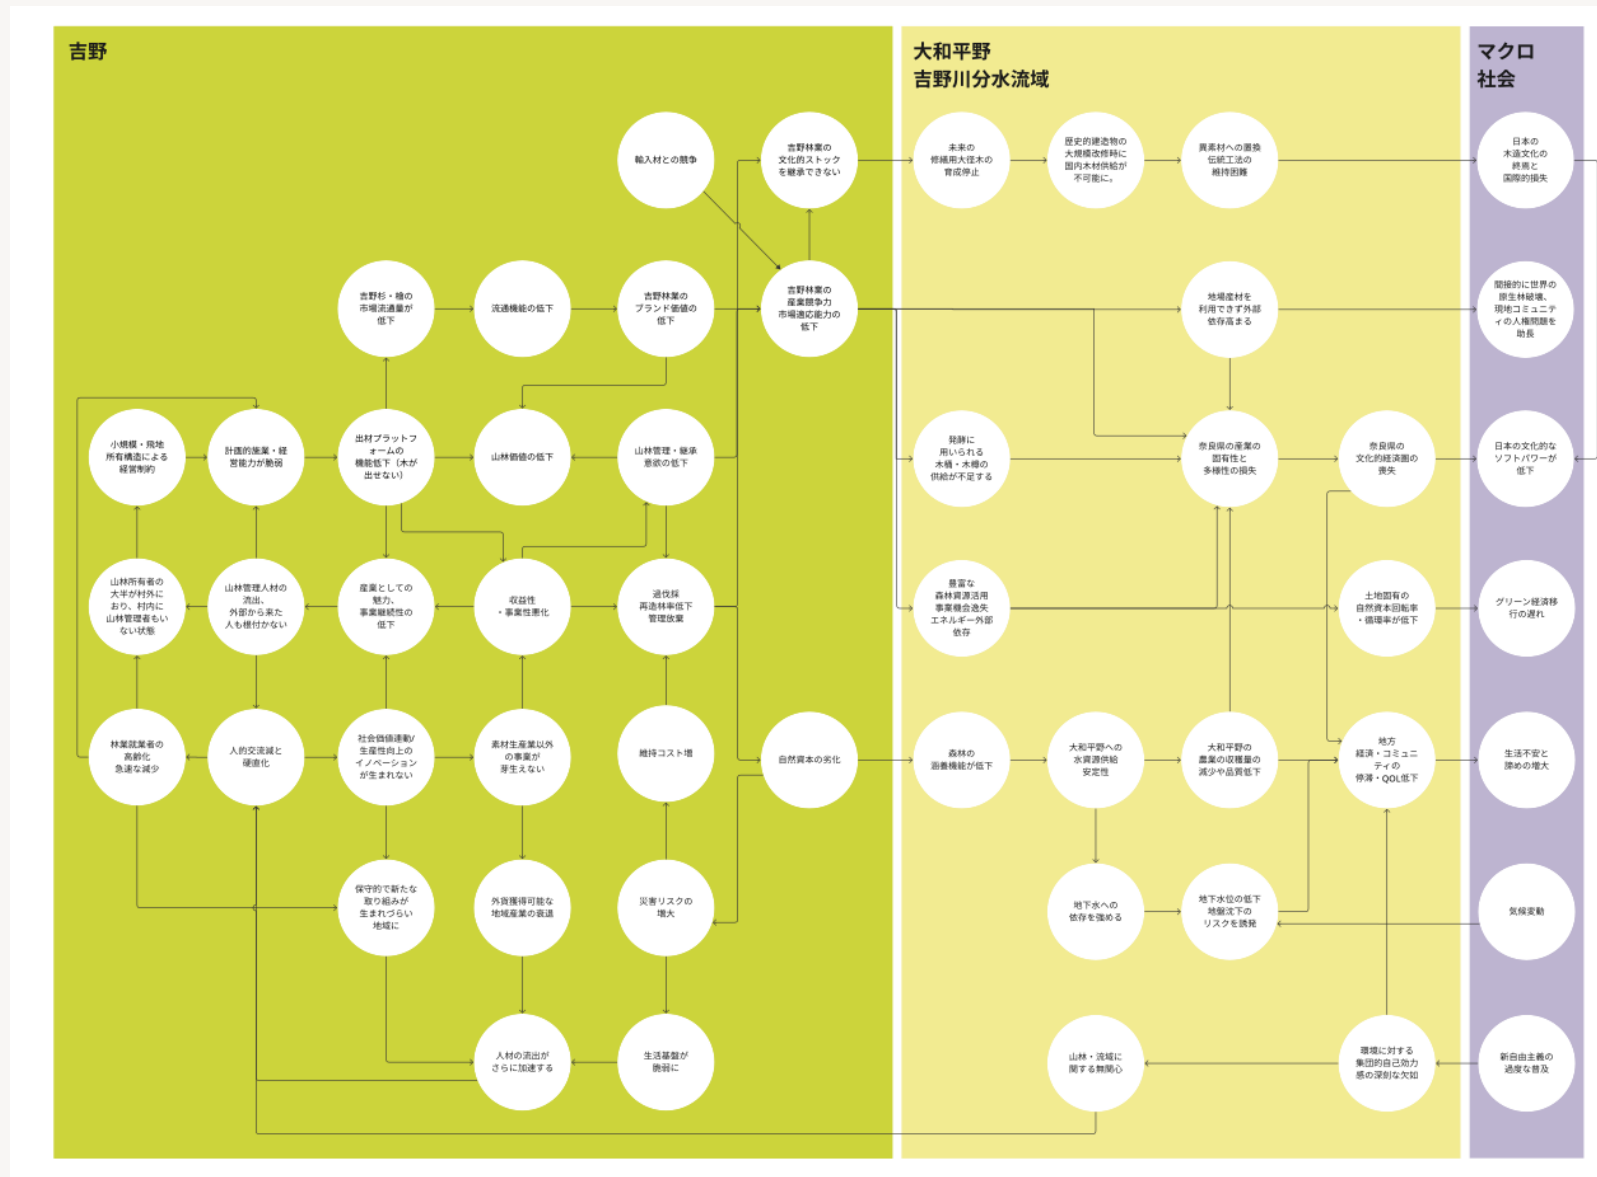 吉野
大和平野
吉野川分水流域
マクロ
社会
輸入材との競争
吉野林業の
文化的ストック
を継承できない
未来の
修繕用大径木の
育成停止
歴史的建造物の
大規模改修時に
国内木材供給が
不可能に。
異素材への置換
伝統工法の
維持困難
日本の
木造文化の
終焉と
国際的損失
吉野杉・檜の
市場流通量が
低下
流通機能の低下
吉野林業の
ブランド価値の
低下
吉野林業の
産業競争力
市場適応能力の
低下
地場産材を
利用できず外部
依存高まる
間接的に世界の
原生林破壊、
現地コミュニテ
ィの人権問題を
助長
小規模・飛地
所有構造による
経営制約
計画的施業・経
営能力が脆弱
出材プラットフ
ォームの
機能低下（木が
出せない）
山林価値の低下
山林管理・継承
意欲の低下
発酵に
用いられる
木桶・木樽の
供給が不足する
奈良県の産業の
固有性と
多様性の損失
奈良県の
文化的経済圏の
喪失
日本の文化的な
ソフトパワーが
低下
山林所有者の
大半が村外に
おり、村内に
山林管理者もい
ない状態
山林管理人材の
流出、
外部から来た
人も根付かない
産業としての
魅力、
事業継続性の
低下
収益性
・事業性悪化
過伐採
再造林率低下
管理放棄
豊富な
森林資源活用
事業機会逸失
エネルギー外部
依存
土地固有の
自然資本回転率
・循環率が低下
グリーン経済移
行の遅れ
林業就業者の
高齢化
急速な減少
人的交流減と
硬直化
社会価値連動/
生産性向上の
イノベーション
が生まれない
素材生産業以外
の事業が
芽生えない
維持コスト増
自然資本の劣化
森林の
涵養機能が低下
大和平野への
水資源供給
安定性
大和平野の
農業の収穫量の
減少や品質低下
地方
経済・コミュニ
ティの
停滞・QOL低下
生活不安と
諦めの増大
保守的で新たな
取り組みが
生まれづらい
地域に
外貨獲得可能な
地域産業の衰退
災害リスクの
増大
地下水への
依存を強める
地下水位の低下
地盤沈下の
リスクを誘発
気候変動
人材の流出が
さらに加速する
生活基盤が
脆弱に
山林・流域に
関する無関心
環境に対する
集団的自己効力
感の深刻な欠如
新自由主義の
過度な普及